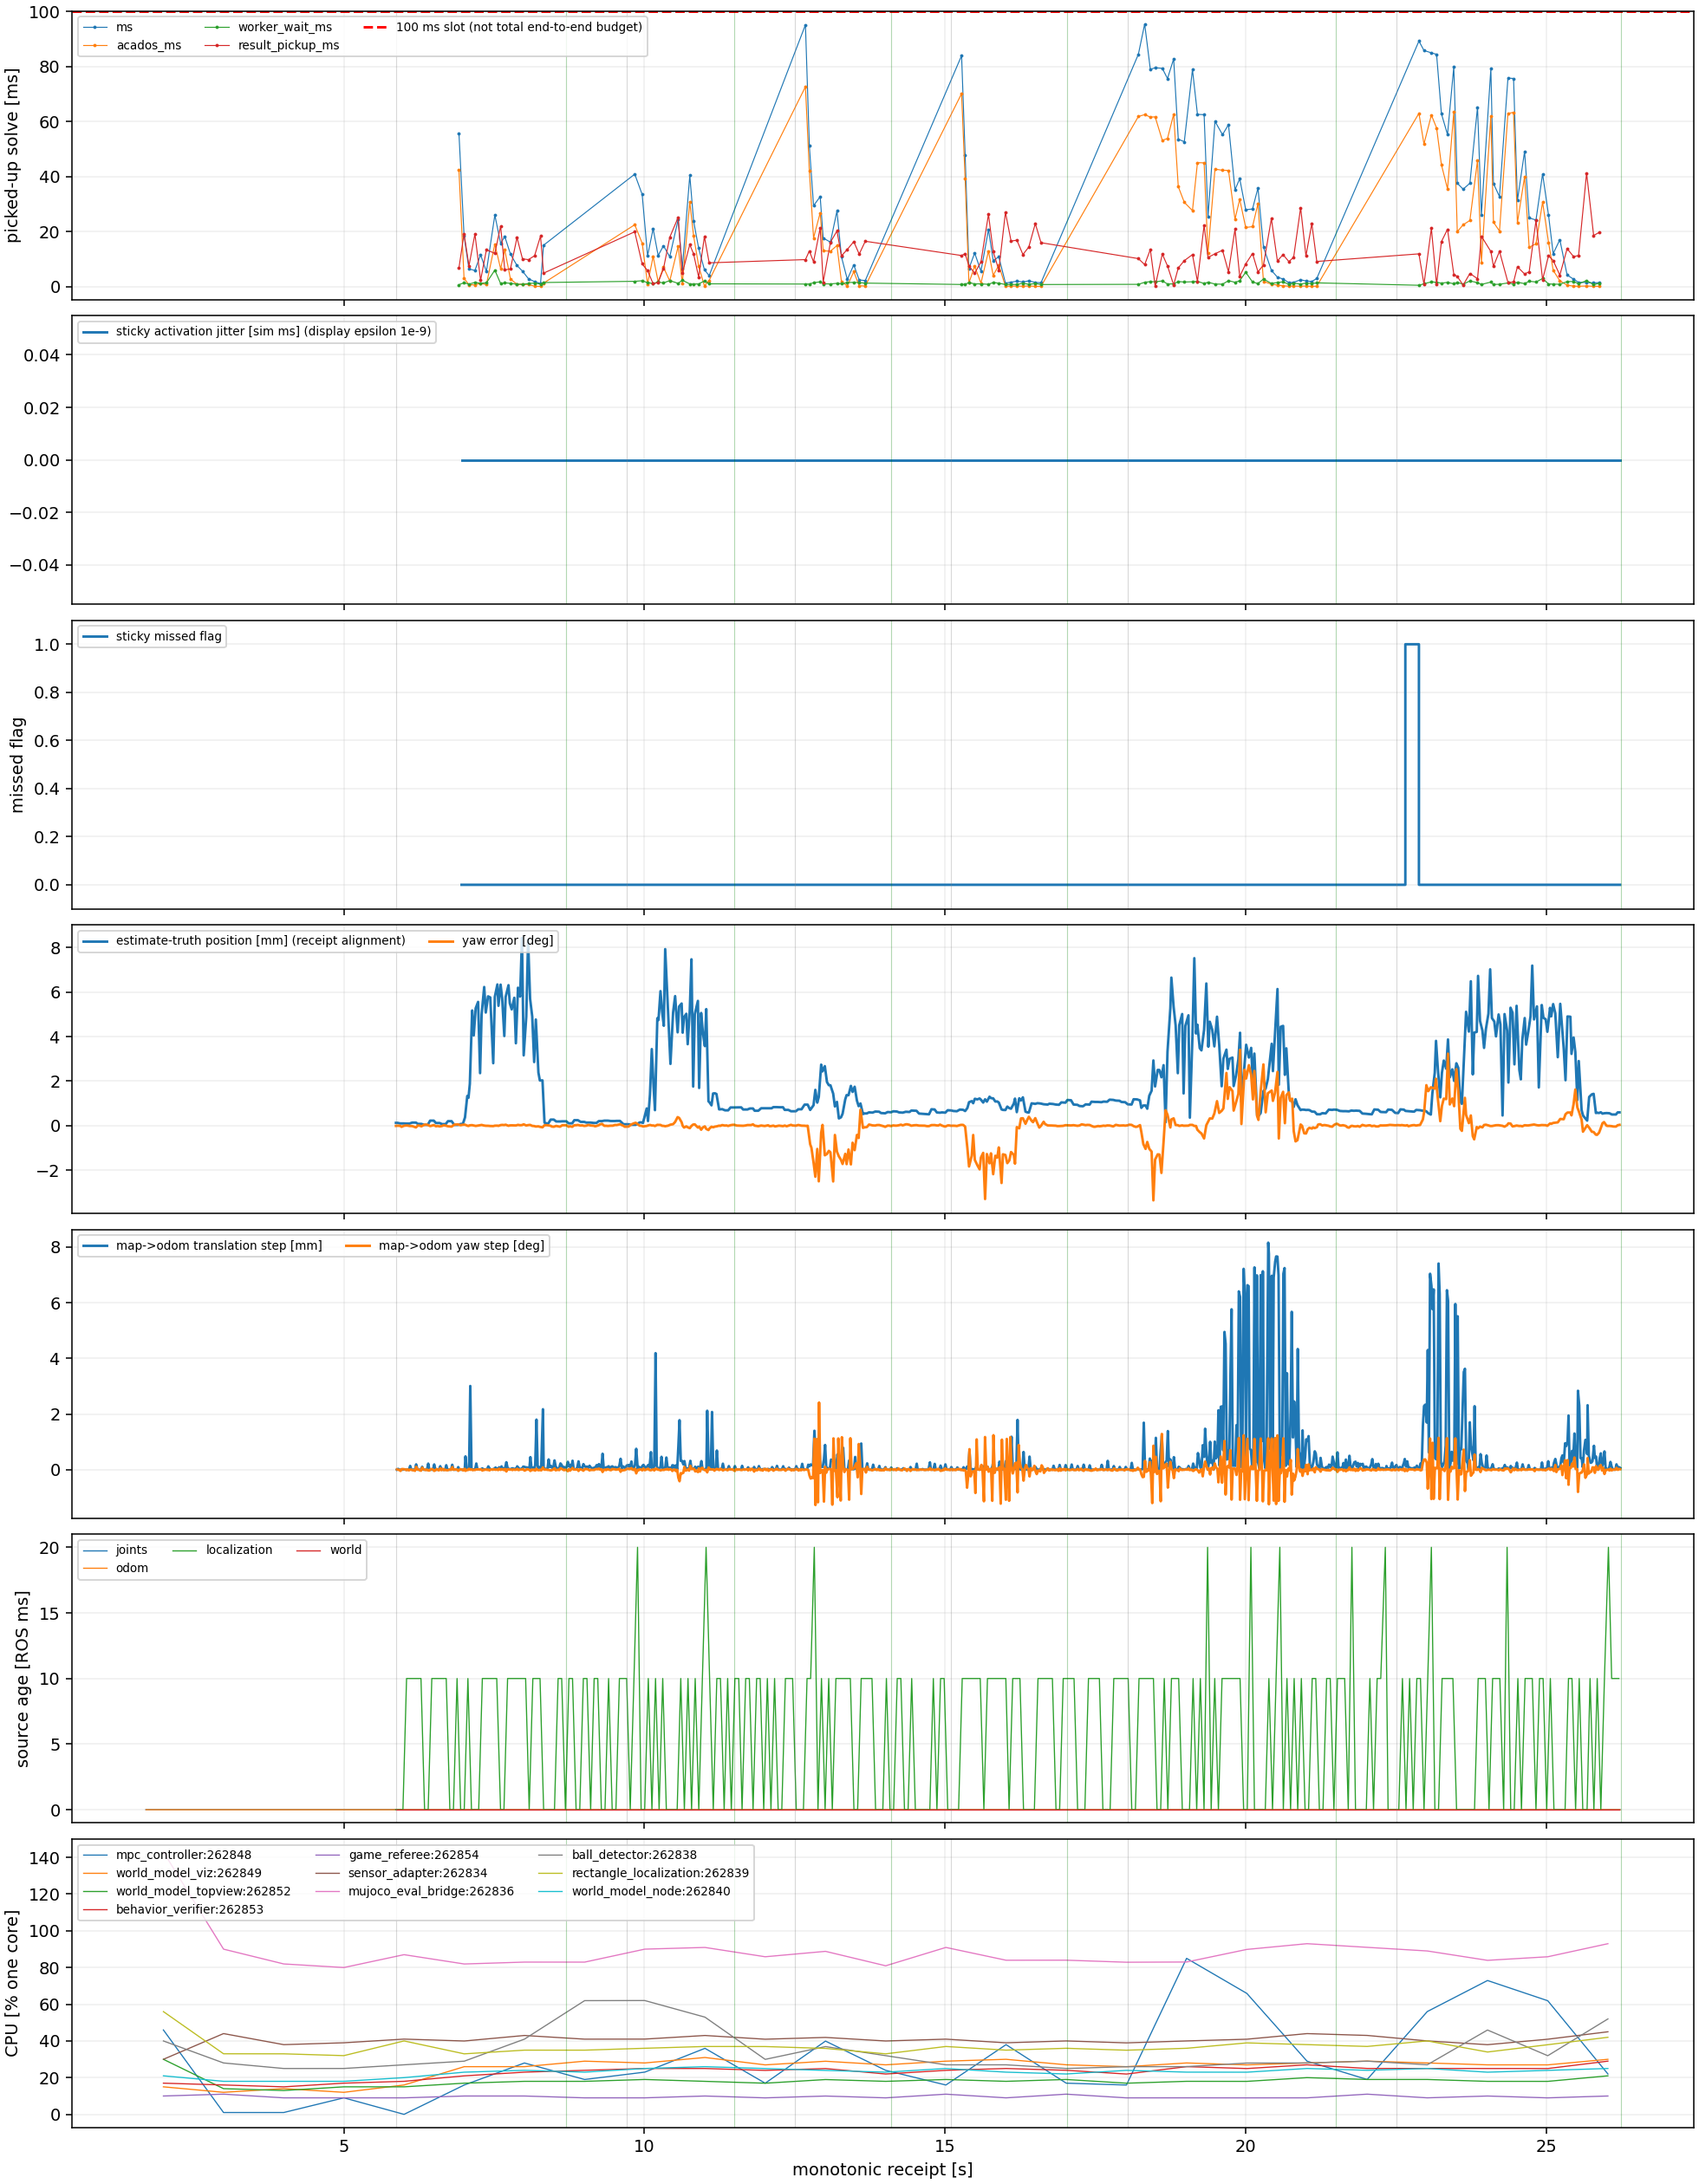 100
80
60
40
20
0
picked-up solve [ms]
ms
acados_ms
worker_wait_ms
result_pickup_ms
100 ms slot (not total end-to-end budget)
0.04
0.02
0.00
−0.02
−0.04
sticky activation jitter [sim ms] (display epsilon 1e-9)
1.0
0.8
0.6
0.4
0.2
0.0
missed flag
sticky missed flag
8
6
4
2
0
−2
estimate-truth position [mm] (receipt alignment)
yaw error [deg]
8
6
4
2
0
map->odom translation step [mm]
map->odom yaw step [deg]
20
15
10
5
0
source age [ROS ms]
joints
odom
localization
world
140
120
100
80
60
40
20
0
CPU [% one core]
mpc_controller:262848
world_model_viz:262849
world_model_topview:262852
behavior_verifier:262853
game_referee:262854
sensor_adapter:262834
mujoco_eval_bridge:262836
ball_detector:262838
rectangle_localization:262839
world_model_node:262840
5
10
15
20
25
monotonic receipt [s]